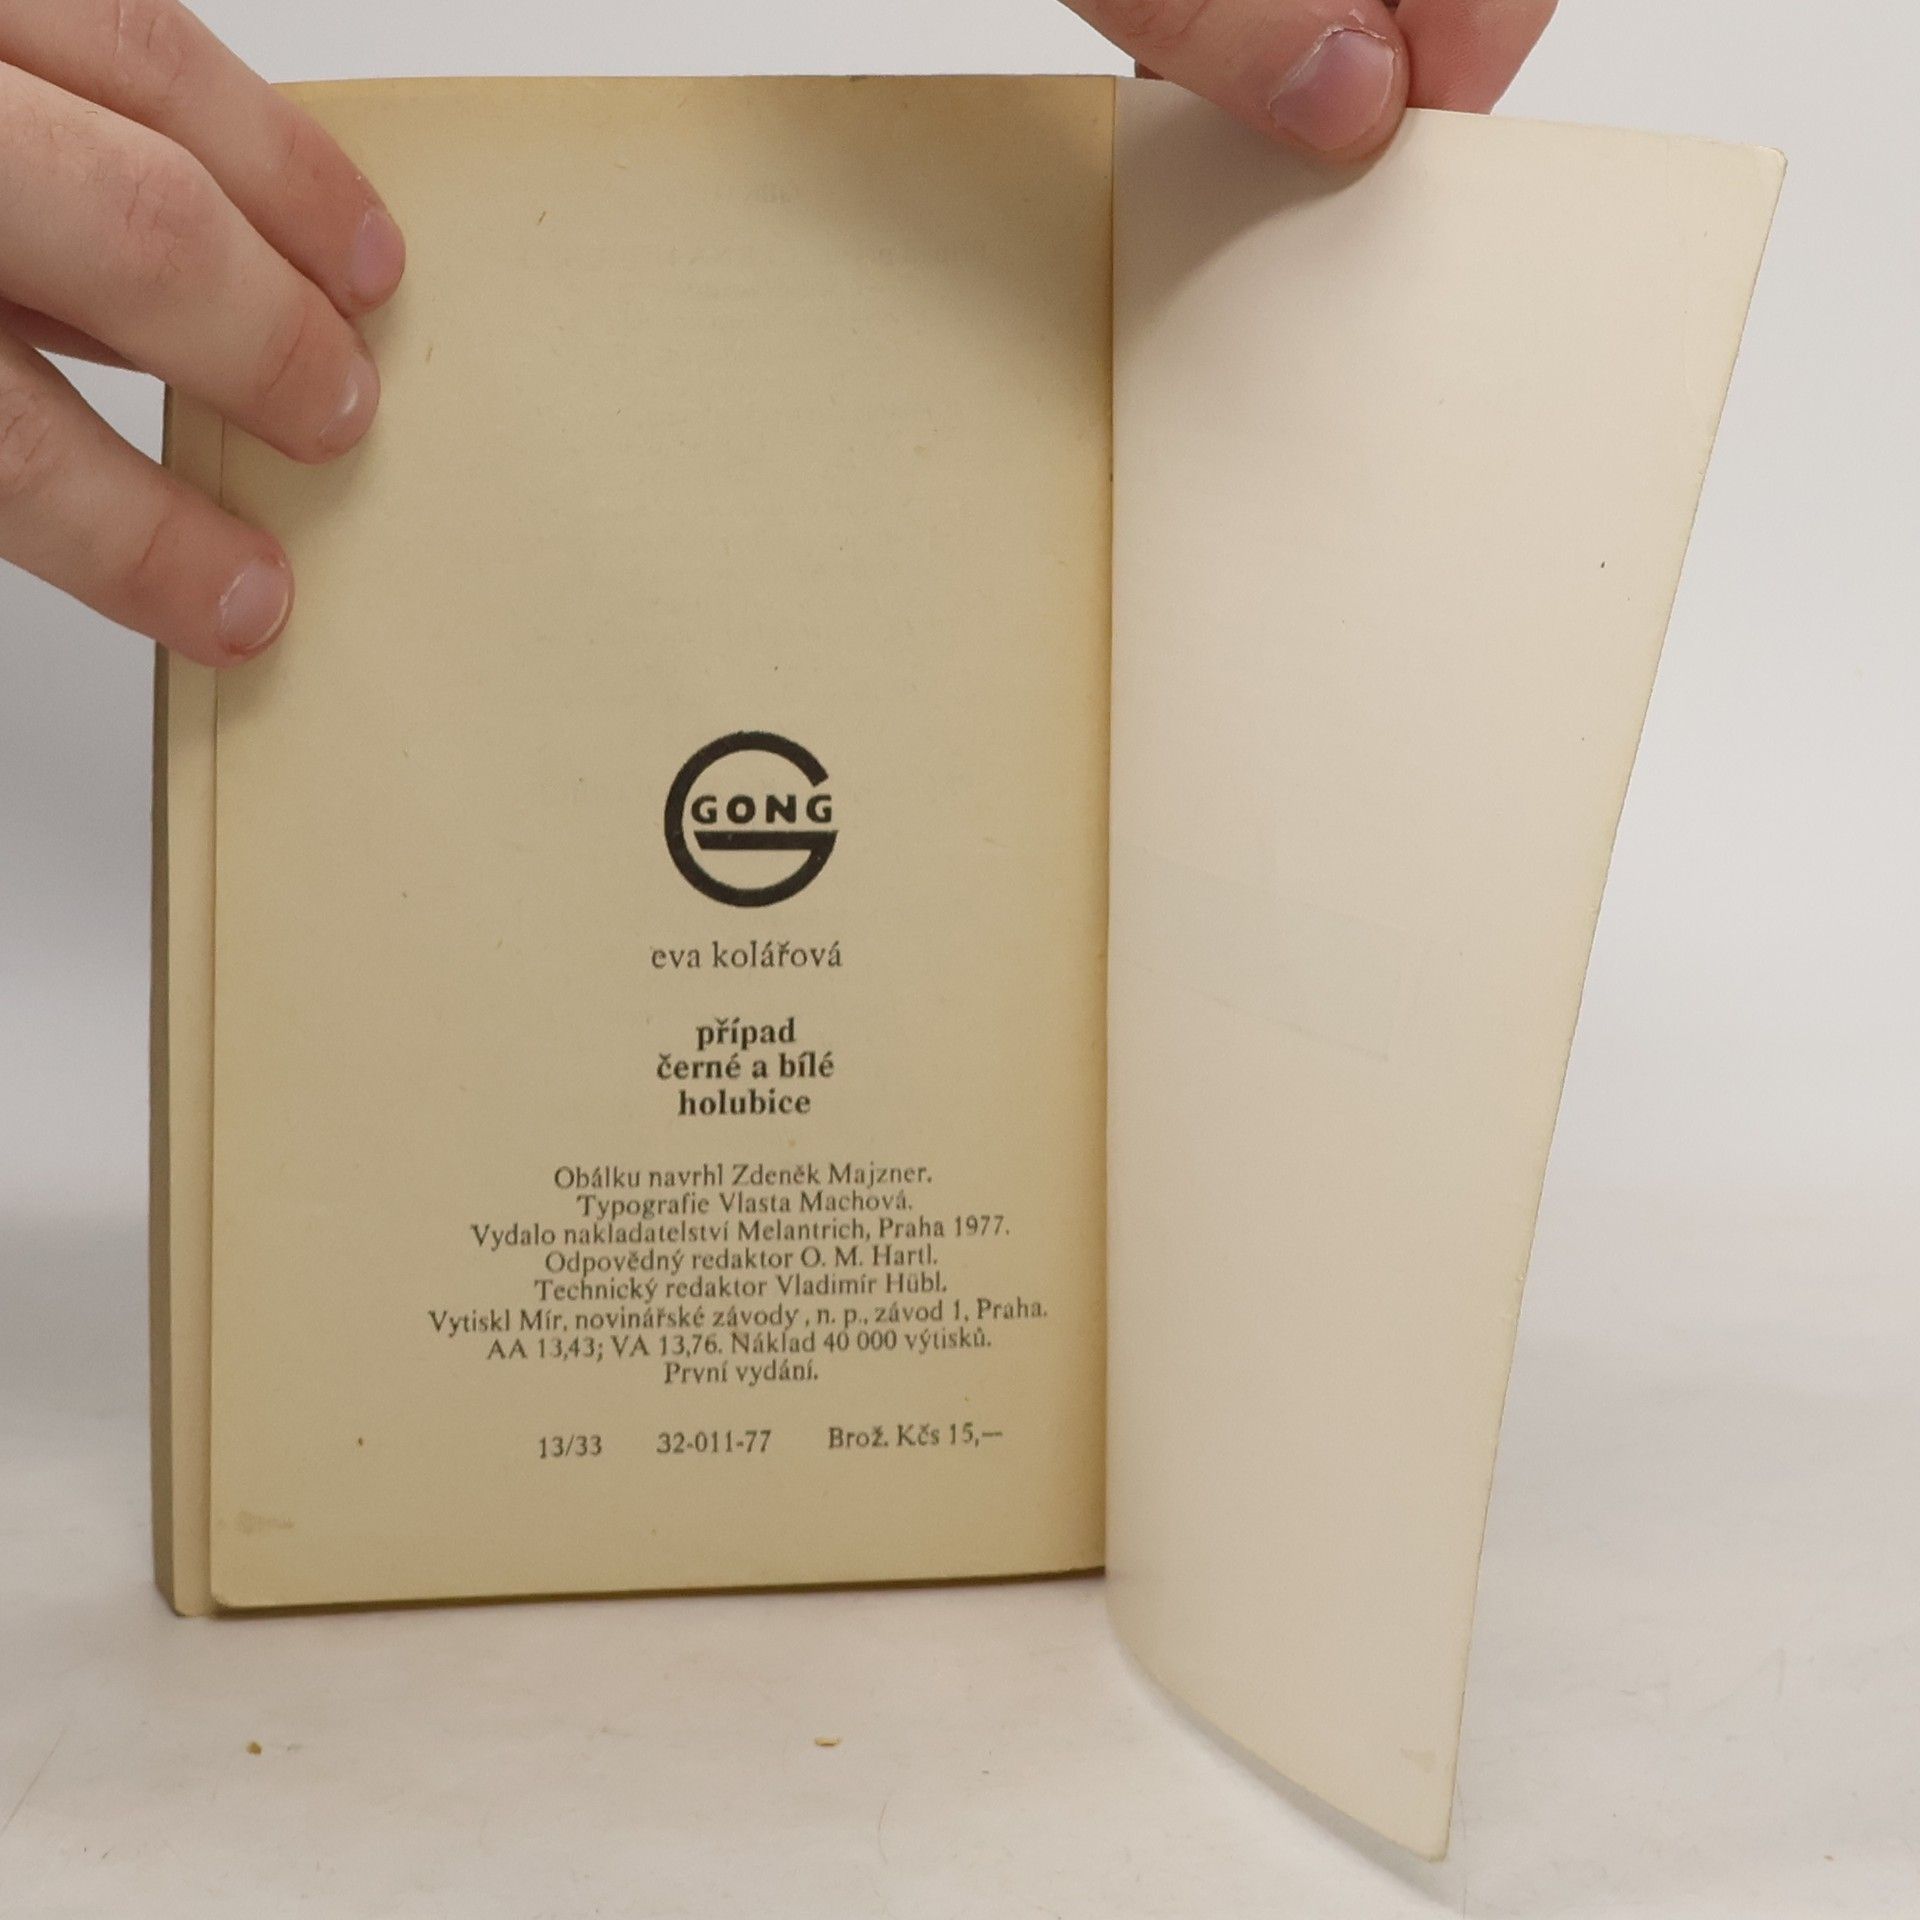 GONG
eva kolářová
případ
černé a bílé
holubice
Obálku navrhl Zdeněk Majzner.
Typografie Vlasta Machová.
Vydalo nakladatelství Melantrich, Praha 1977.
Odpovědný redaktor O. M. Hartl.
Technický redaktor Vladimír Hübl.
Vytiskl Mír, novinářské závody, n. p., závod 1, Praha.
AA 13,43; VA 13,76. Náklad 40 000 výtisků.
První vydání.
13/33 32-011-77 Brož. Kčs 15,—